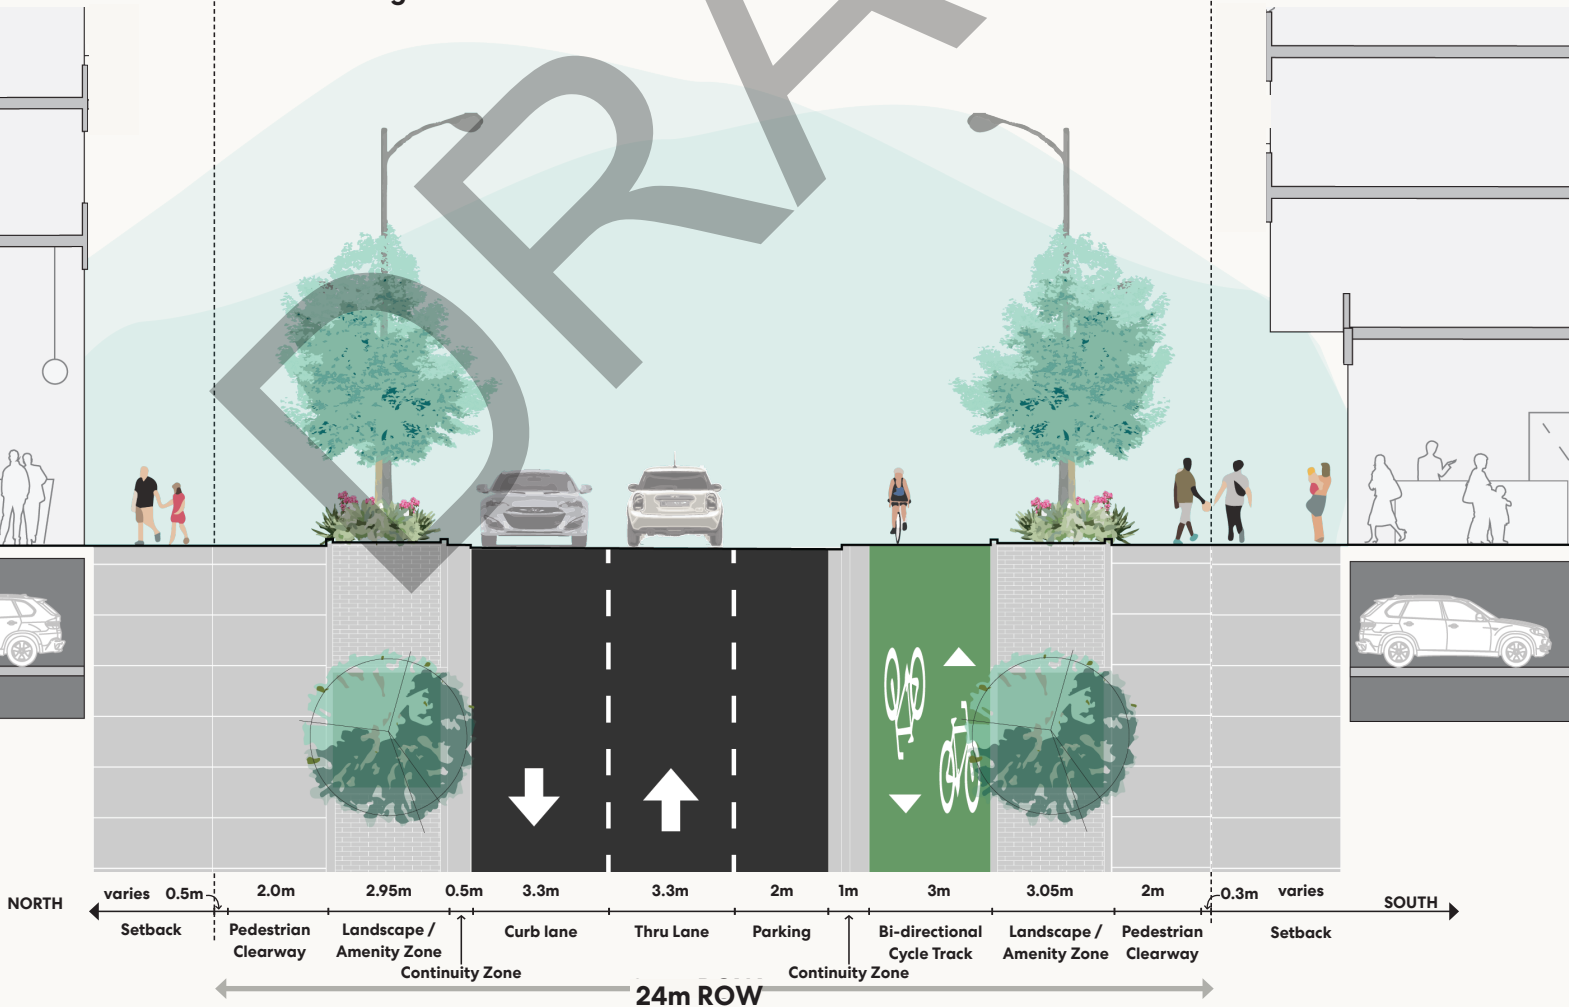 DRA
varies 0.5m 2.0m 2.95m 0.5m 3.3m 3.3m 2m 1m 3m 3.05m 2m 0.3m varies
NORTH
SOUTH
Setback
Pedestrian
Clearway
Landscape /
Amenity Zone
Continuity Zone
Curb lane
Thru Lane
Parking
Continuity Zone
Bi-directional
Cycle Track
Landscape /
Amenity Zone
Pedestrian
Clearway
Setback
24m ROW